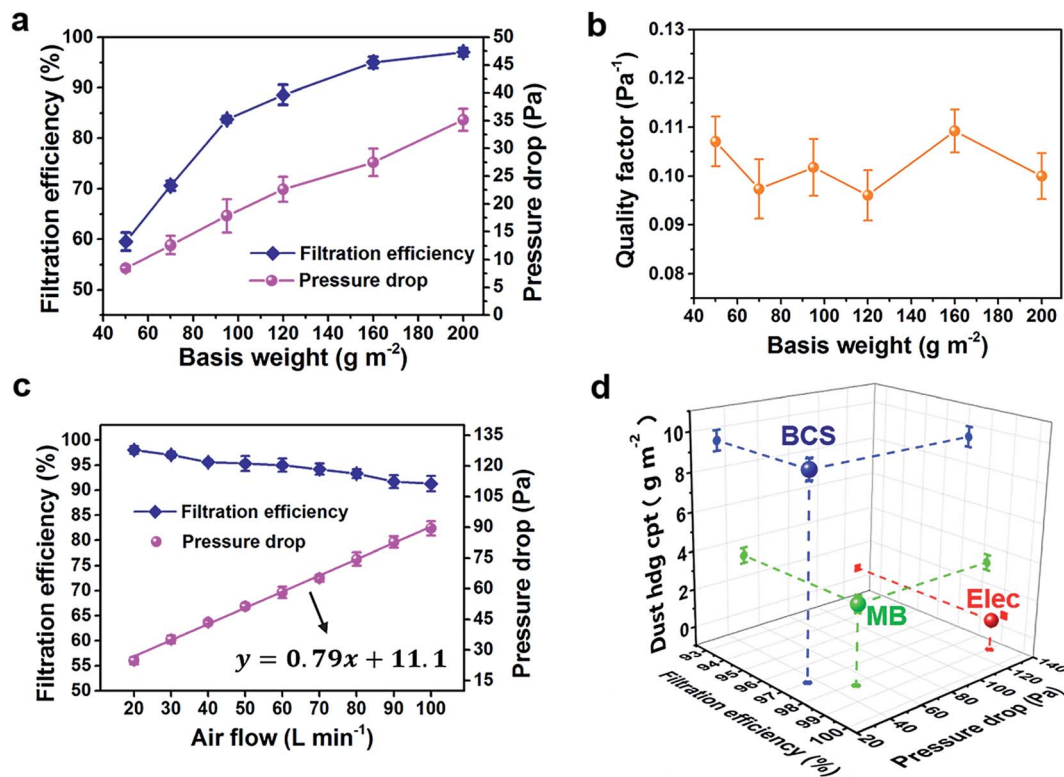 a
Filtration efficiency (%)
100
90
80
70
60
50
50
45
40
35
30
25
20
15
10
5
0
Pressure drop (Pa)
Filtration efficiency
Pressure drop
40 60 80 100 120 140 160 180 200
Basis weight (g m⁻²)
b
Quality factor (Pa⁻¹)
0.13
0.12
0.11
0.10
0.09
0.08
40 60 80 100 120 140 160 180 200
Basis weight (g m⁻²)
c
Filtration efficiency (%)
100
95
90
85
80
75
70
65
60
55
50
135
120
105
90
75
60
45
30
15
Pressure drop (Pa)
Filtration efficiency
Pressure drop
y = 0.79x + 11.1
20 30 40 50 60 70 80 90 100
Air flow (L min⁻¹)
d
Dust hdg cpt ( g m⁻²)
10
8
6
4
2
0
BCS
MB
Elec
93 94 95 96 97 98 99 100
Filtration efficiency (%)
20 40 60 80 100 120 140
Pressure drop (Pa)